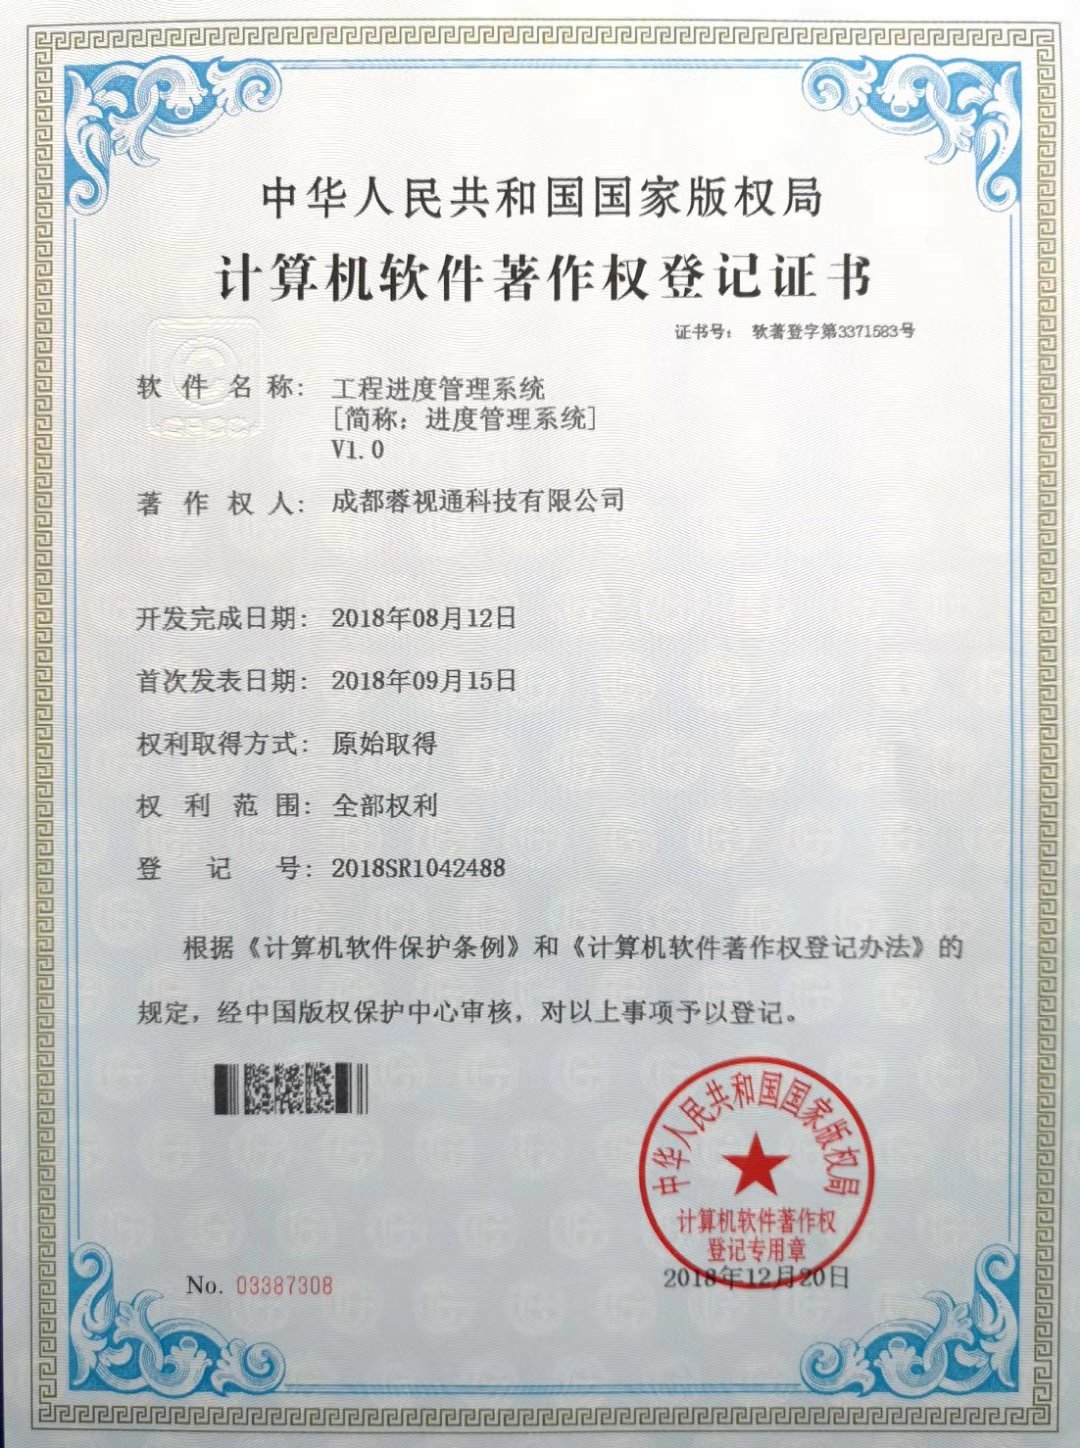 中华人民共和国国家版权局
计算机软件著作权登记证书
证书号： 软著登字第3371583号
软件名称： 工程进度管理系统
[简称：进度管理系统]
V1.0
著作权人： 成都蓉视通科技有限公司
开发完成日期： 2018年08月12日
首次发表日期： 2018年09月15日
权利取得方式： 原始取得
权利范围： 全部权利
登记号： 2018SR1042488
根据《计算机软件保护条例》和《计算机软件著作权登记办法》的
规定，经中国版权保护中心审核，对以上事项予以登记。
中华人民共和国国家版权局
计算机软件著作权
登记专用章
No. 03387308
2018年12月20日